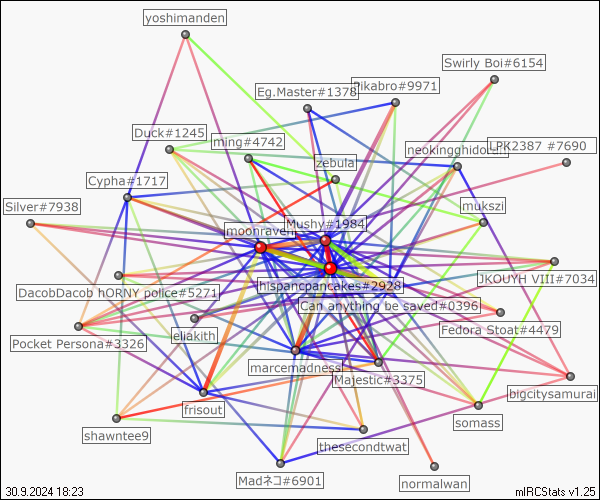 yoshimanden
Swirly Boi#6154
Pikabro#9971
Eg.Master#1378
Duck#1245
ming#4742
neokingghidorah
LPK2387 #7690
zebula
Cypha#1717
Silver#7938
mukszi
Mushy#1984
moonraven
DacobDacob hORNY police#5271
hispancpancakes#2928
JKOUYH VIII#7034
Can anything be saved#0396
Fedora Stoat#4479
Pocket Persona#3326
eliakith
marcemadness
Majestic#3375
bigcitysamurai
frisout
somass
shawntee9
thesecondtwat
Madネコ#6901
normalwan
30.9.2024 18:23
mIRCStats v1.25